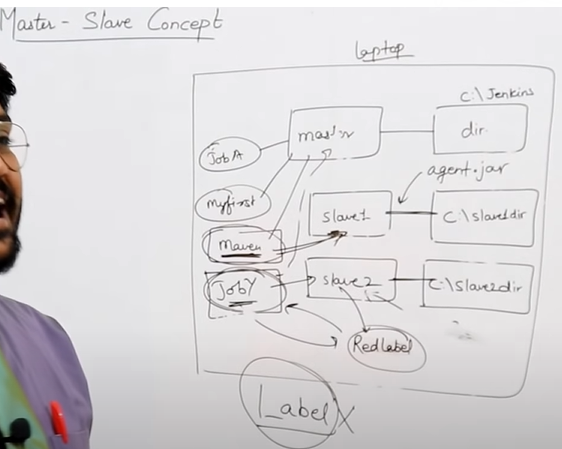 Master - Slave Concept
laptop
C:\Jenkins
master
dir.
JobA
agent.jar
myfirst
slave1
C:\slave1dir
Maven
JobY
slave2
C:\slave2dir
Redlabel
Label X